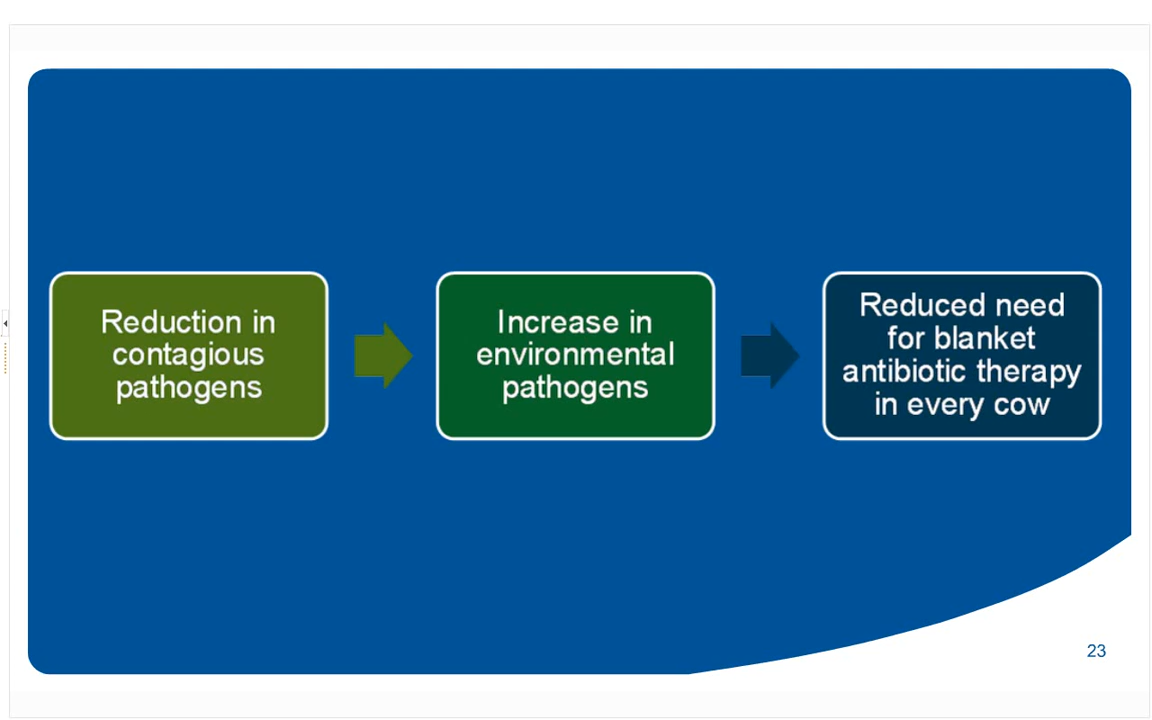 Reduction in
contagious
pathogens
Increase in
environmental
pathogens
Reduced need
for blanket
antibiotic therapy
in every cow
23